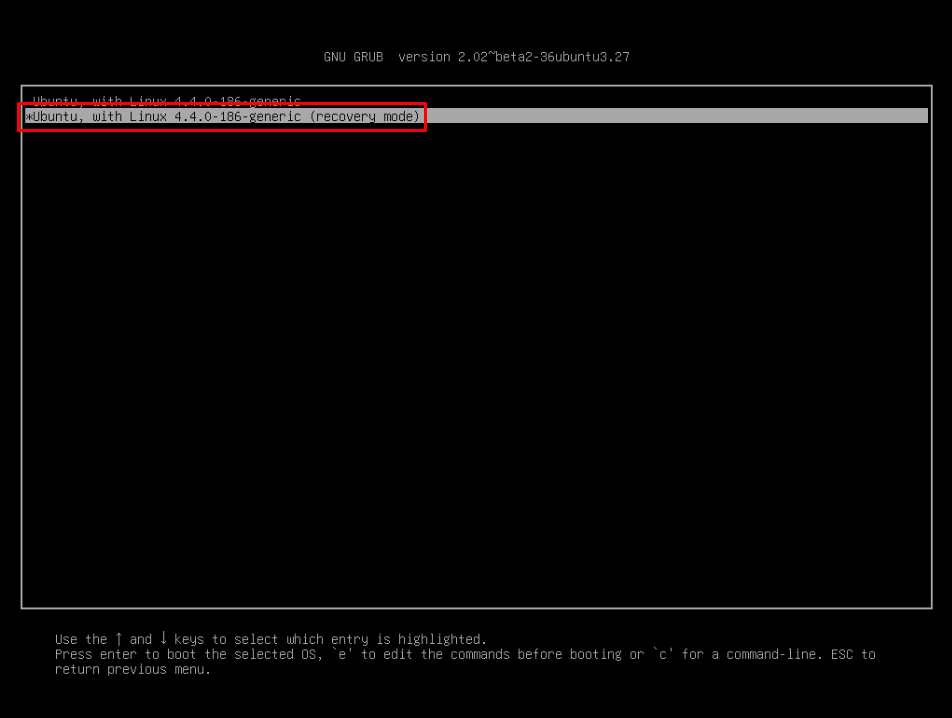 GNU GRUB  version 2.02~beta2-36ubuntu3.27
Ubuntu, with Linux 4.4.0-186-generic
*Ubuntu, with Linux 4.4.0-186-generic (recovery mode)
Use the ↑ and ↓ keys to select which entry is highlighted.
Press enter to boot the selected OS, `e' to edit the commands before booting or `c' for a command-line. ESC to
return previous menu.